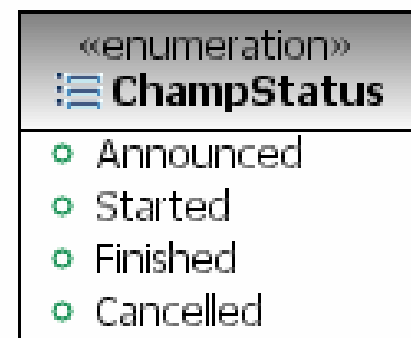 «enumeration»
ChampStatus
Announced
Started
Finished
Cancelled